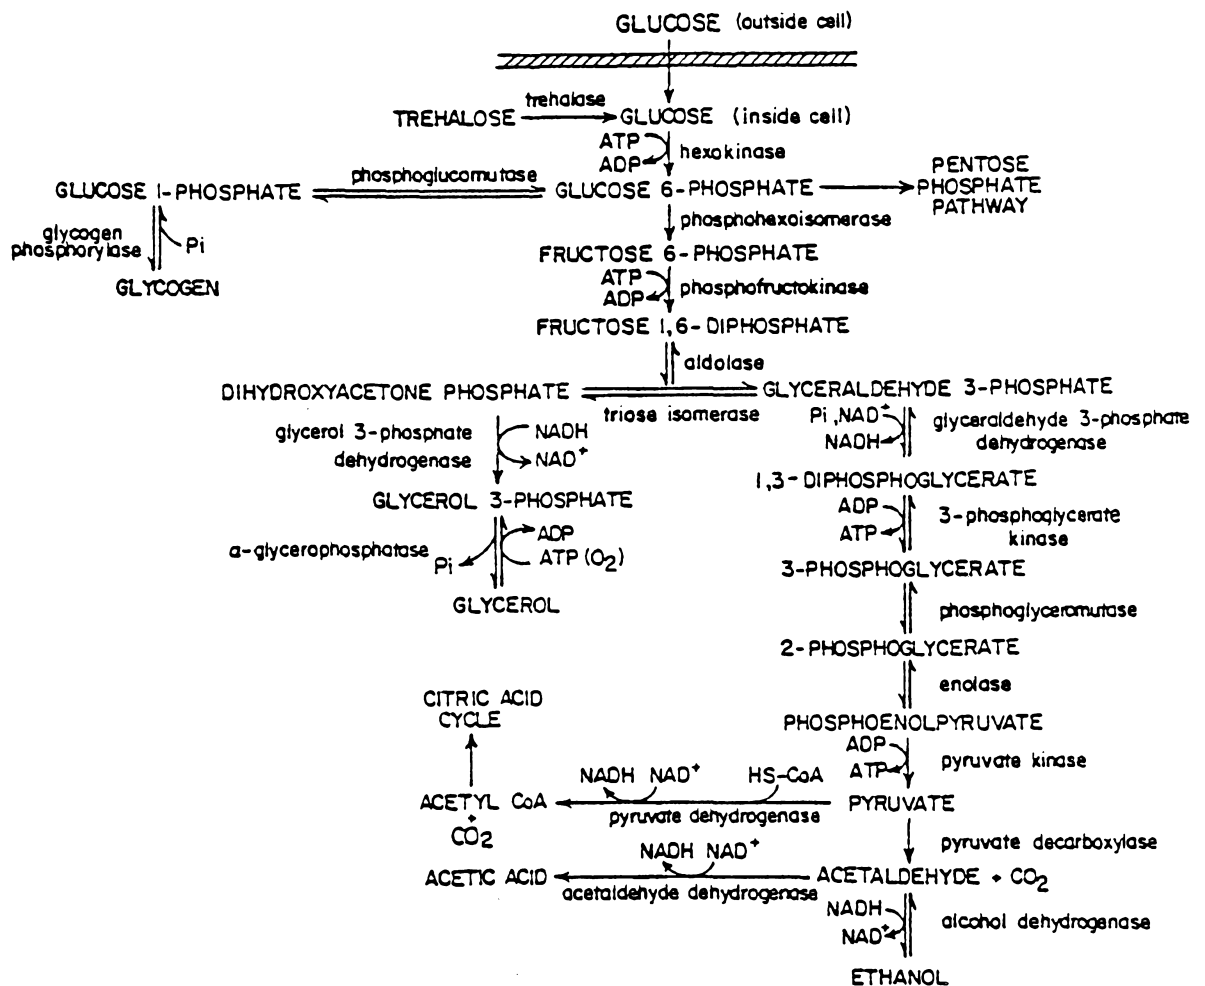 GLUCOSE (outside cell)
trehalase
TREHALOSE GLUCOSE (inside cell)
ATP
ADP
hexokinase
PENTOSE
PHOSPHATE
PATHWAY
phosphoglucomutase
GLUCOSE 1-PHOSPHATE GLUCOSE 6-PHOSPHATE
phosphohexoisomerase
glycogen
phosphorylase
Pi
GLYCOGEN
FRUCTOSE 6-PHOSPHATE
ATP
ADP
phosphofructokinase
FRUCTOSE 1,6-DIPHOSPHATE
aldolase
DIHYDROXYACETONE PHOSPHATE GLYCERALDEHYDE 3-PHOSPHATE
triose isomerase
glycerol 3-phosphate
dehydrogenase
NADH
NAD+
GLYCEROL 3-PHOSPHATE
α-glycerophosphatase
Pi
ADP
ATP (O2)
GLYCEROL
Pi, NAD+
NADH
glyceraldehyde 3-phosphate
dehydrogenase
1,3-DIPHOSPHOGLYCERATE
ADP
ATP
3-phosphoglycerate
kinase
3-PHOSPHOGLYCERATE
phosphoglyceromutase
2-PHOSPHOGLYCERATE
enolase
PHOSPHOENOLPYRUVATE
ADP
ATP
pyruvate kinase
CITRIC ACID
CYCLE
NADH NAD+ HS-CoA
ACETYL CoA
+
CO2
pyruvate dehydrogenase
PYRUVATE
pyruvate decarboxylase
NADH NAD+
ACETIC ACID
acetaldehyde dehydrogenase
ACETALDEHYDE + CO2
NADH
NAD+
alcohol dehydrogenase
ETHANOL